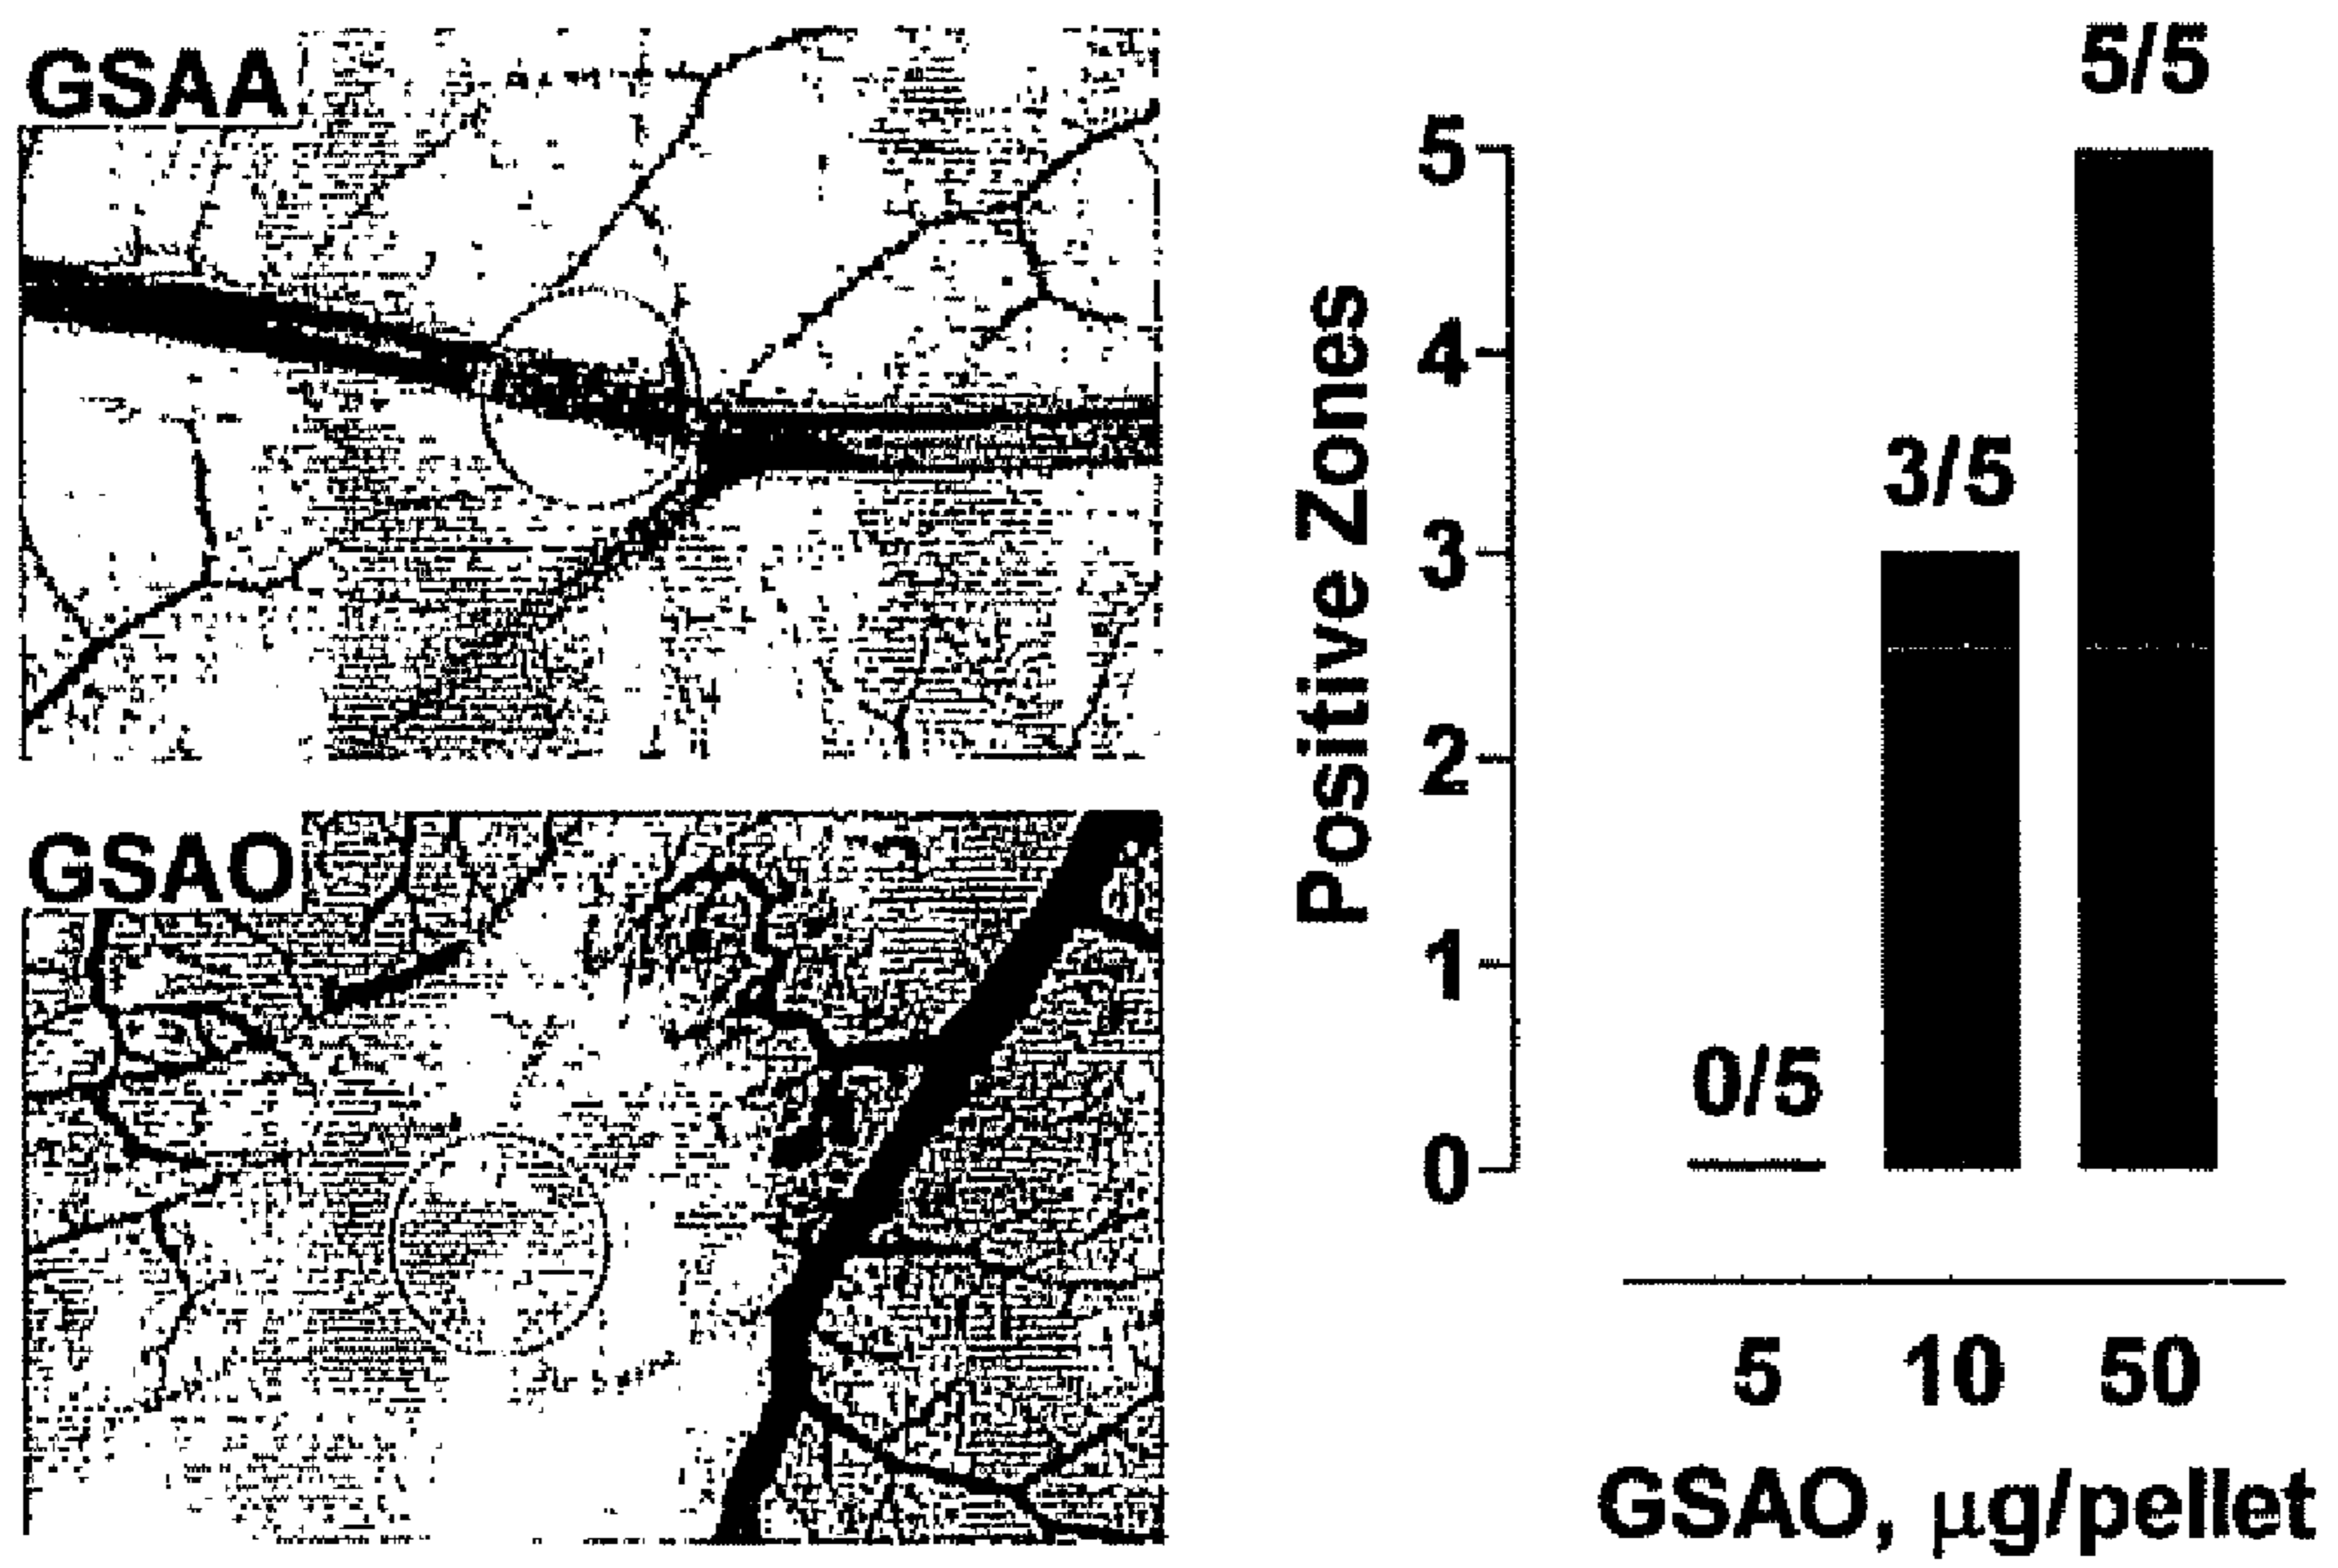 GSAA
GSAO
Positive Zones
5
4
3
2
1
0
0/5
3/5
5/5
5 10 50
GSAO, µg/pellet